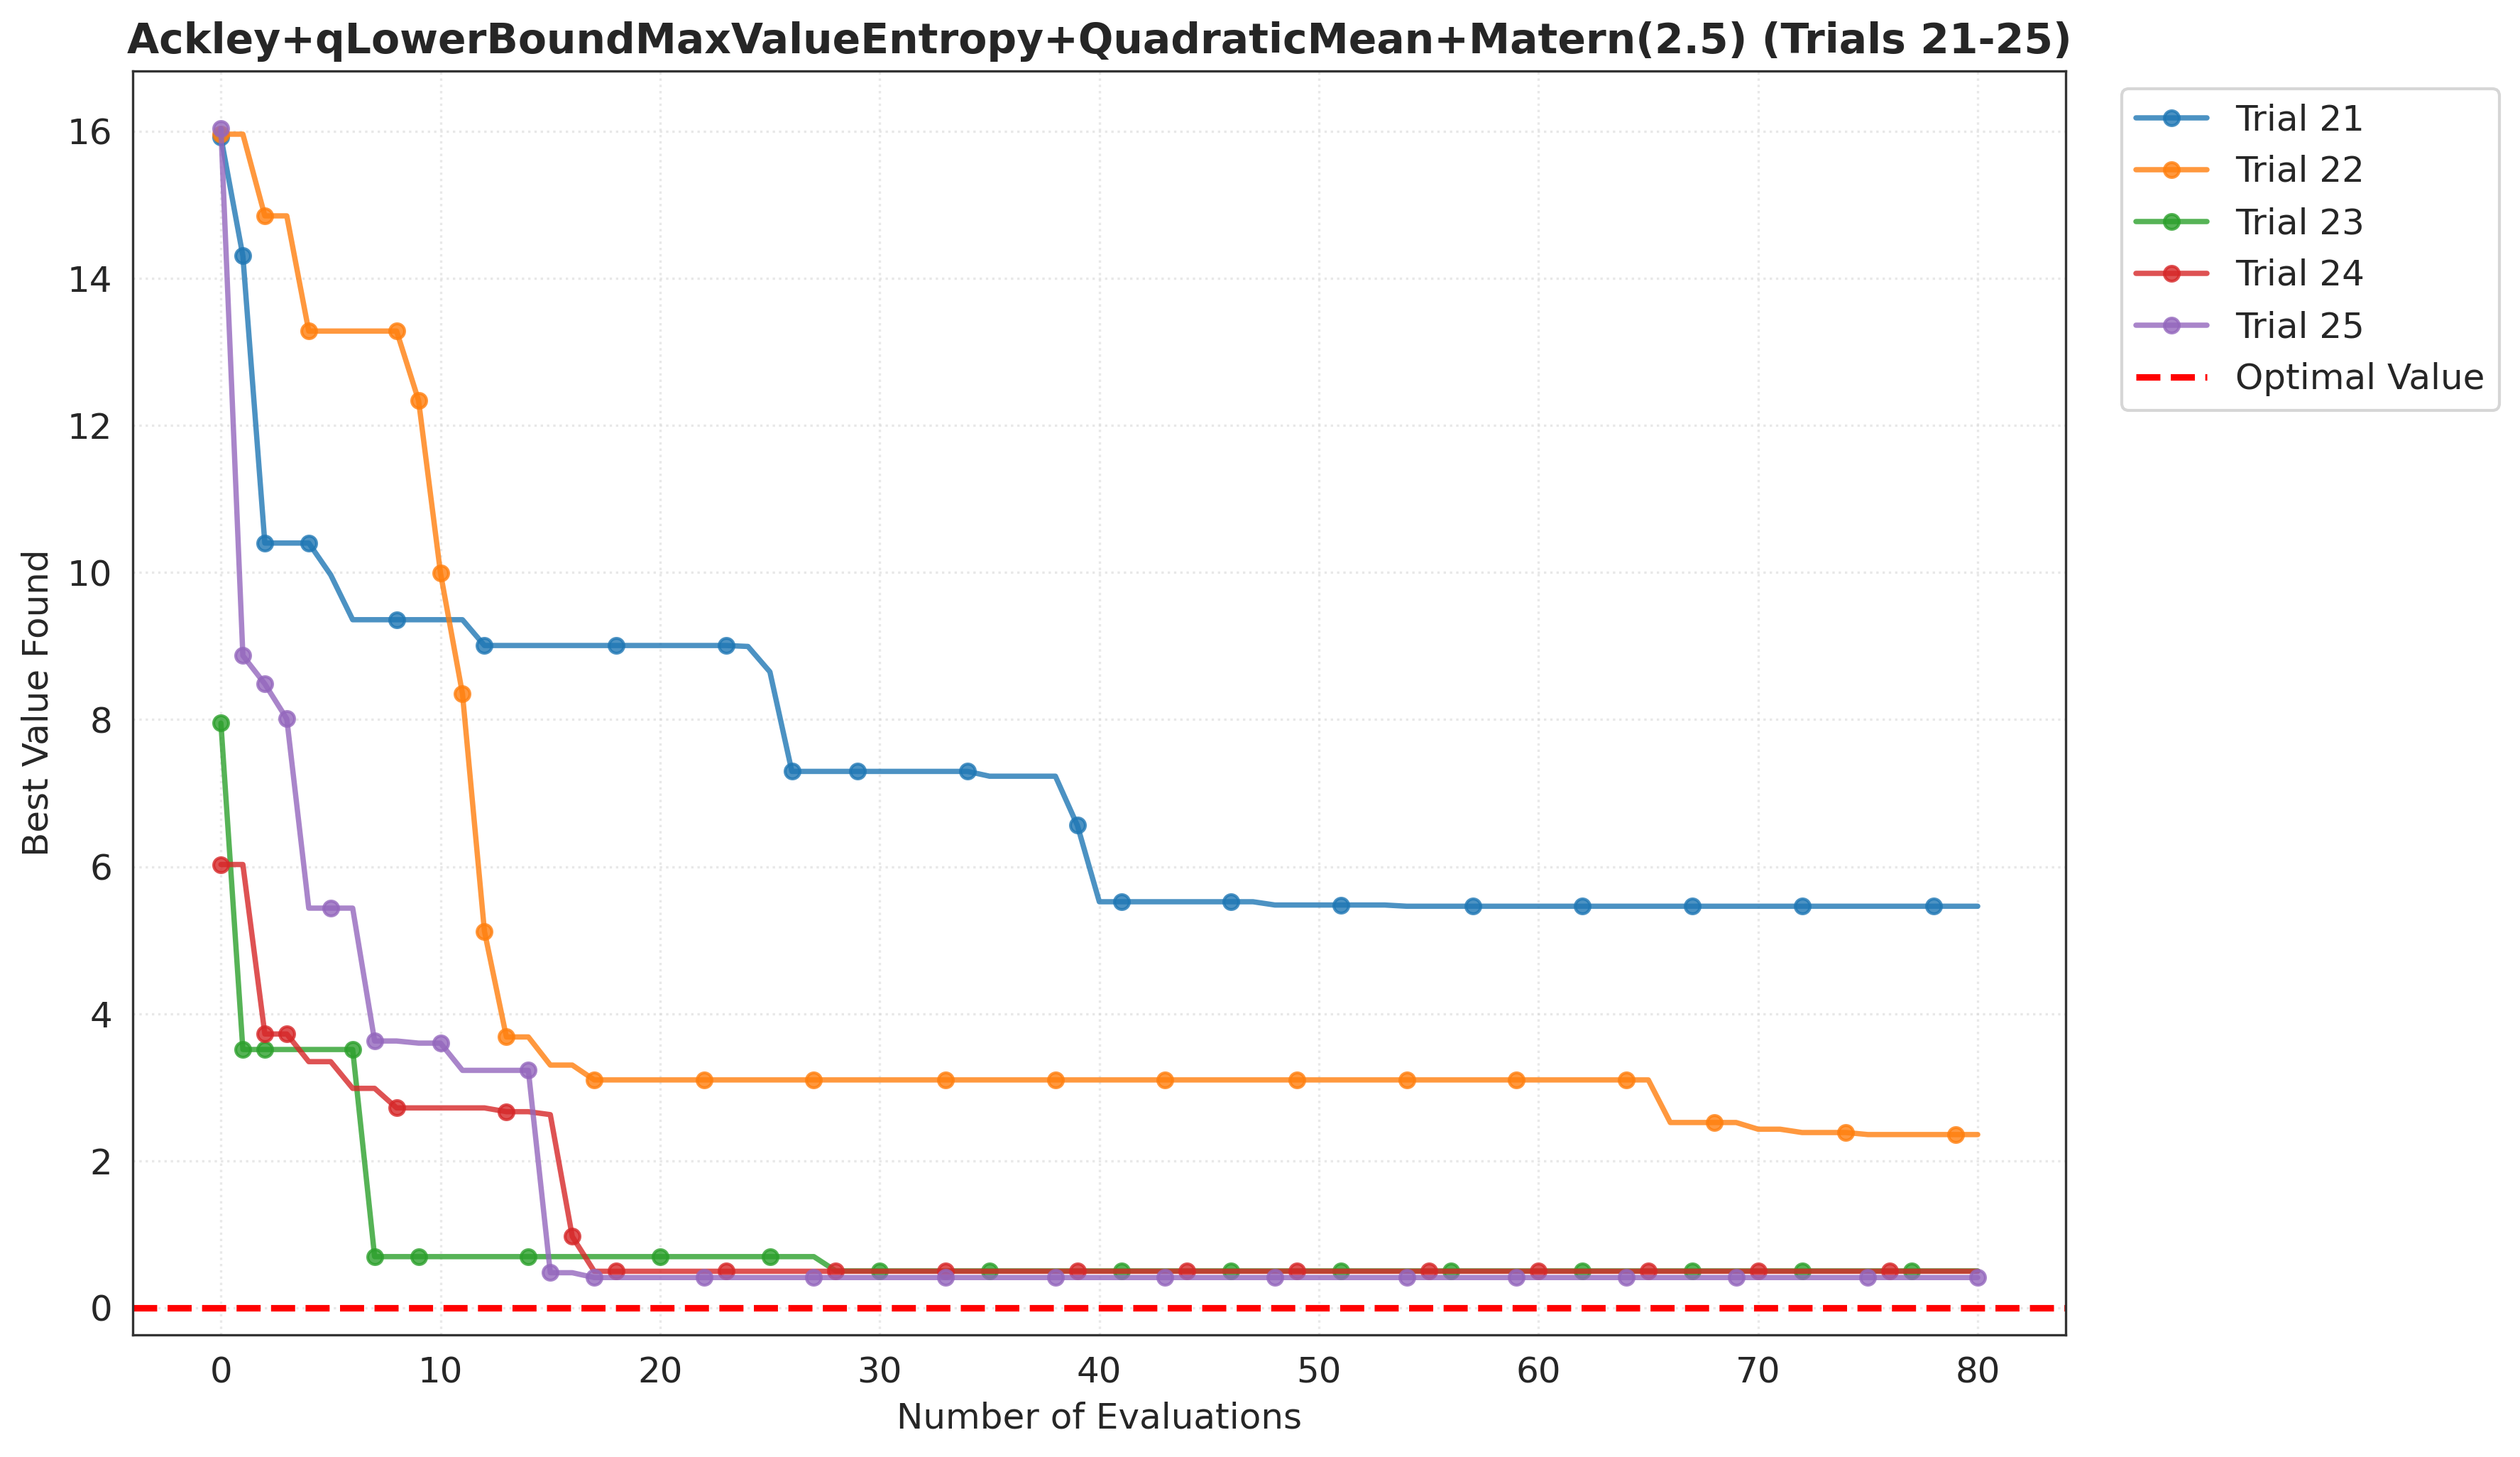 Ackley+qLowerBoundMaxValueEntropy+QuadraticMean+Matern(2.5) (Trials 21-25)
Best Value Found
16
14
12
10
8
6
4
2
0
0 10 20 30 40 50 60 70 80
Number of Evaluations
Trial 21
Trial 22
Trial 23
Trial 24
Trial 25
Optimal Value